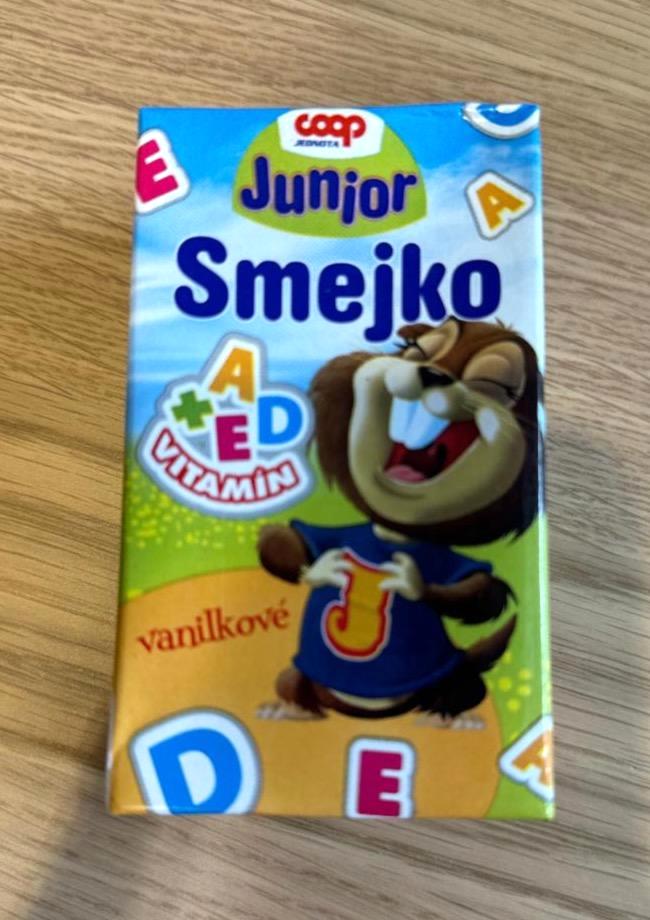 coop
JEDNOTA
Junior
E
A
Smejko
A
+ E D
VITAMÍN
J
vanilkové
D
E
A